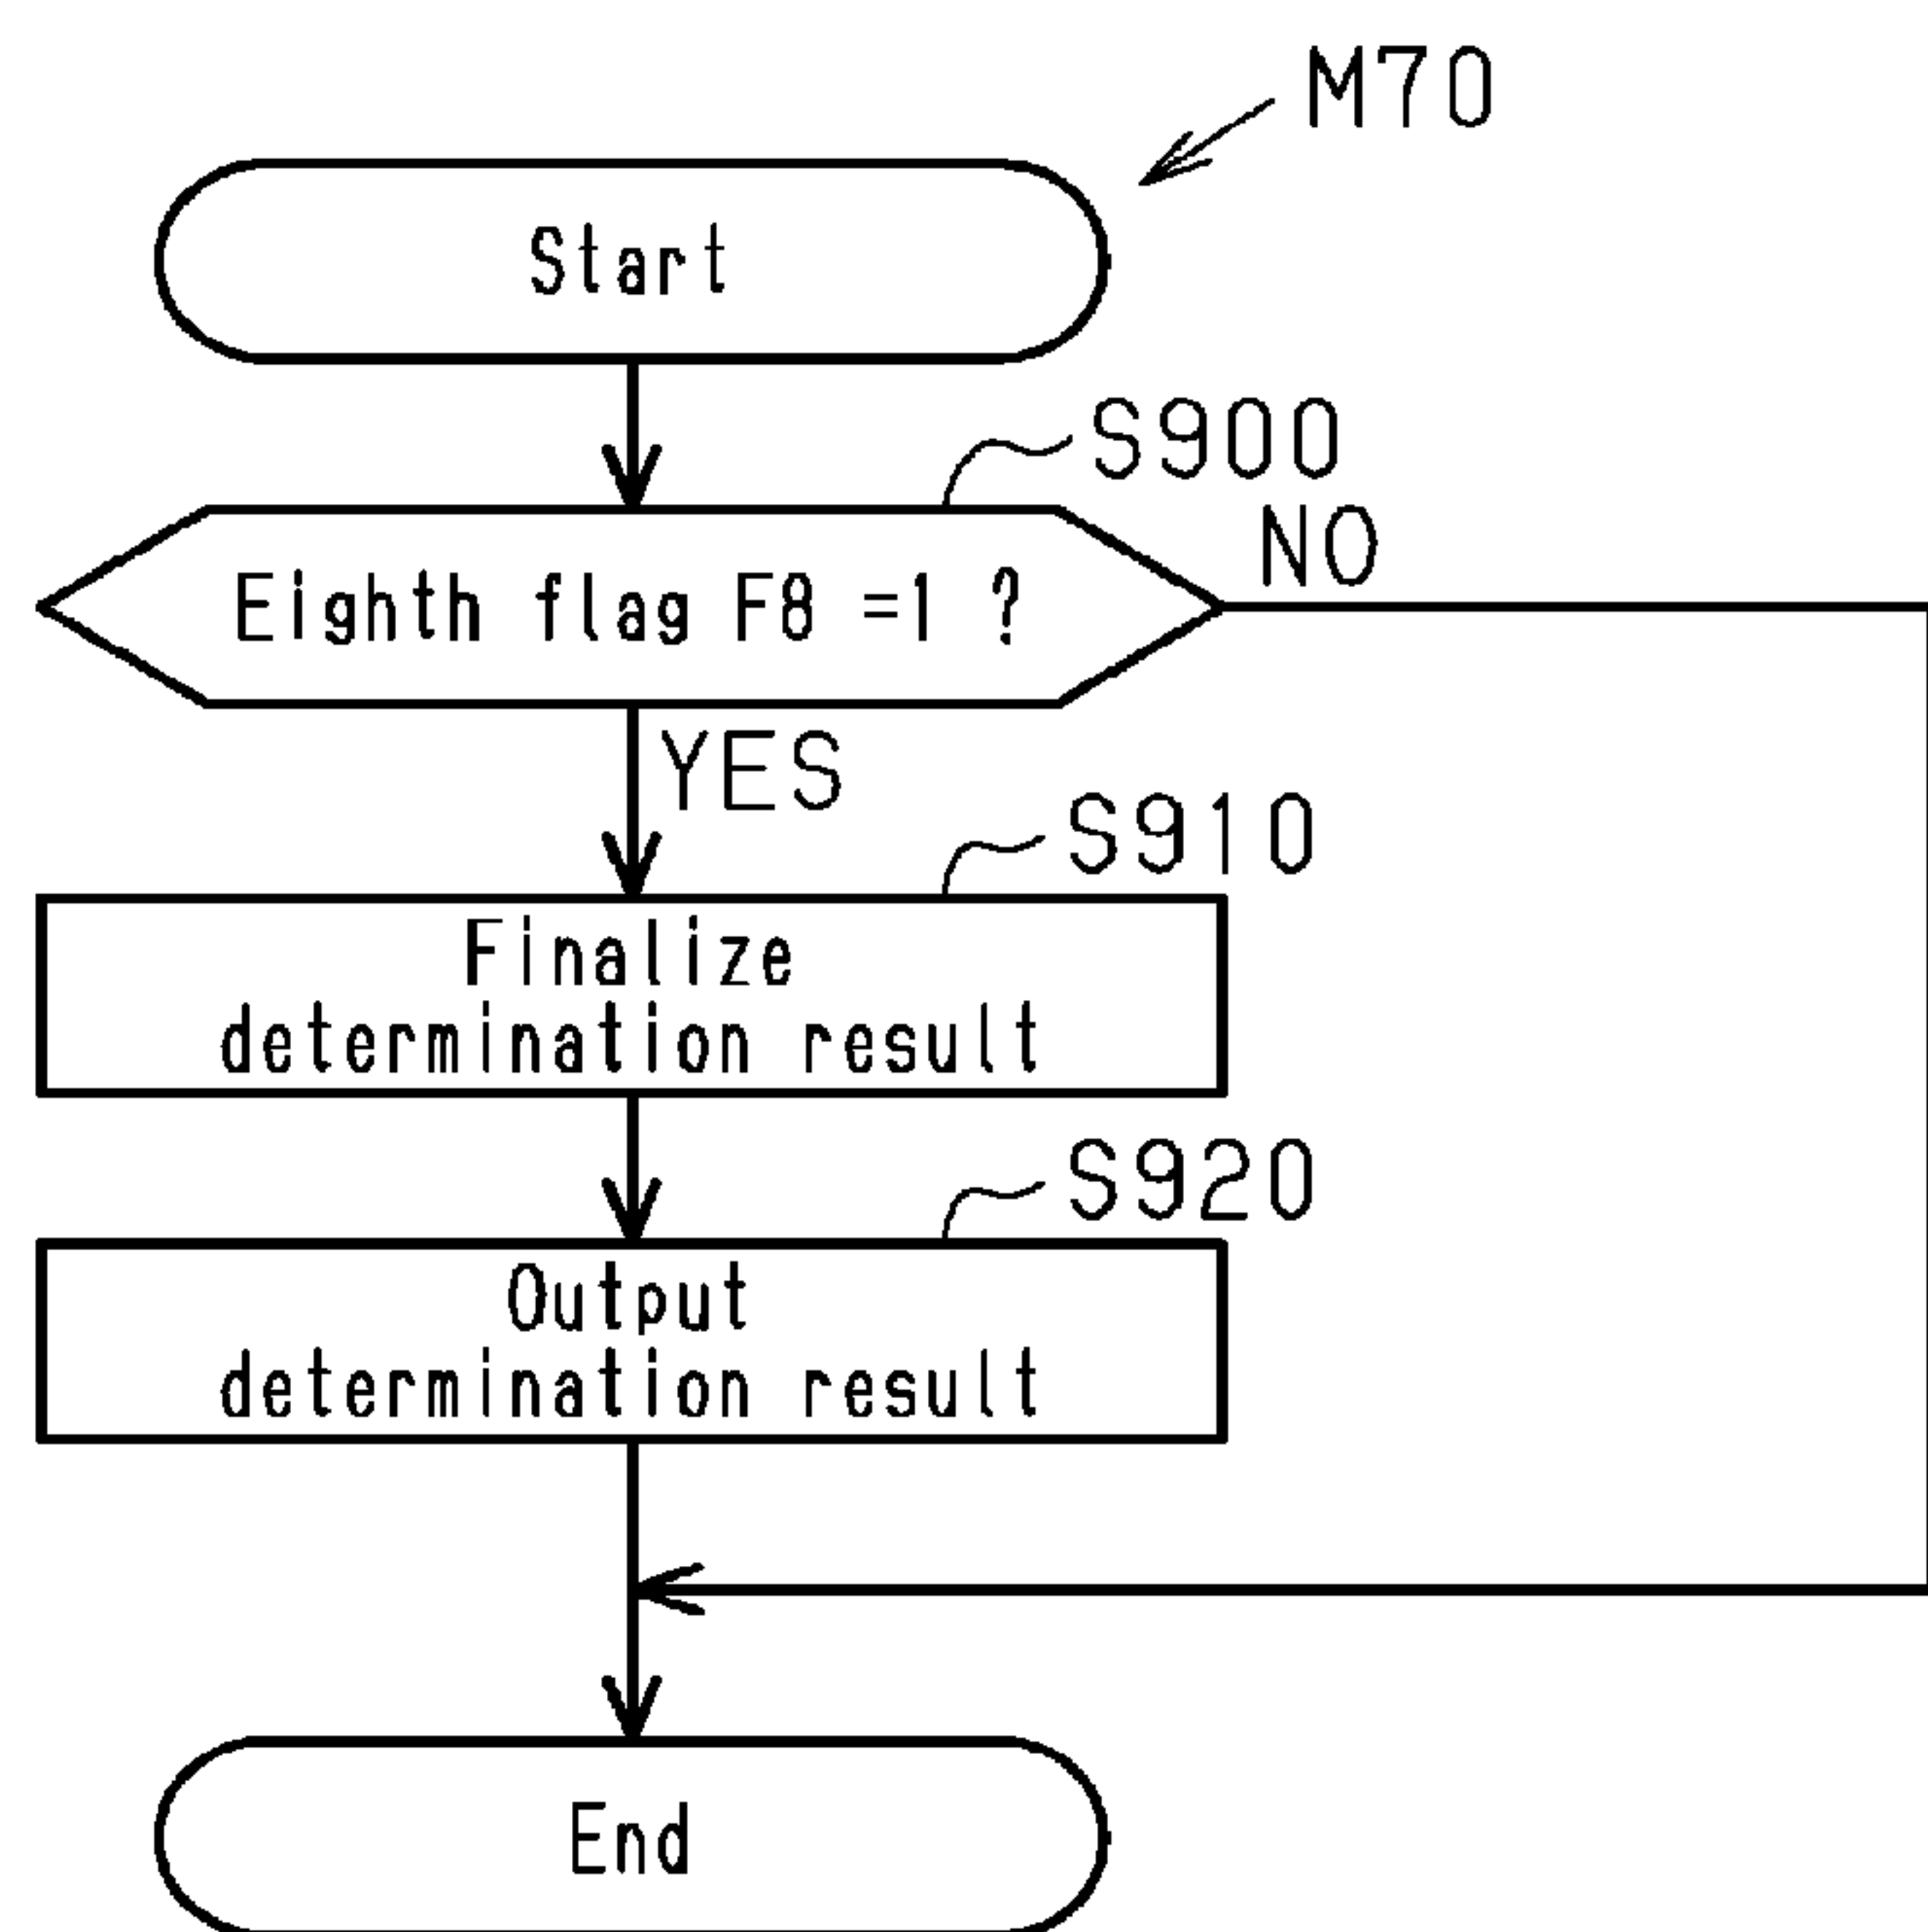 M70
Start
S900
Eighth flag F8 =1 ?
NO
YES
S910
Finalize
determination result
S920
Output
determination result
End